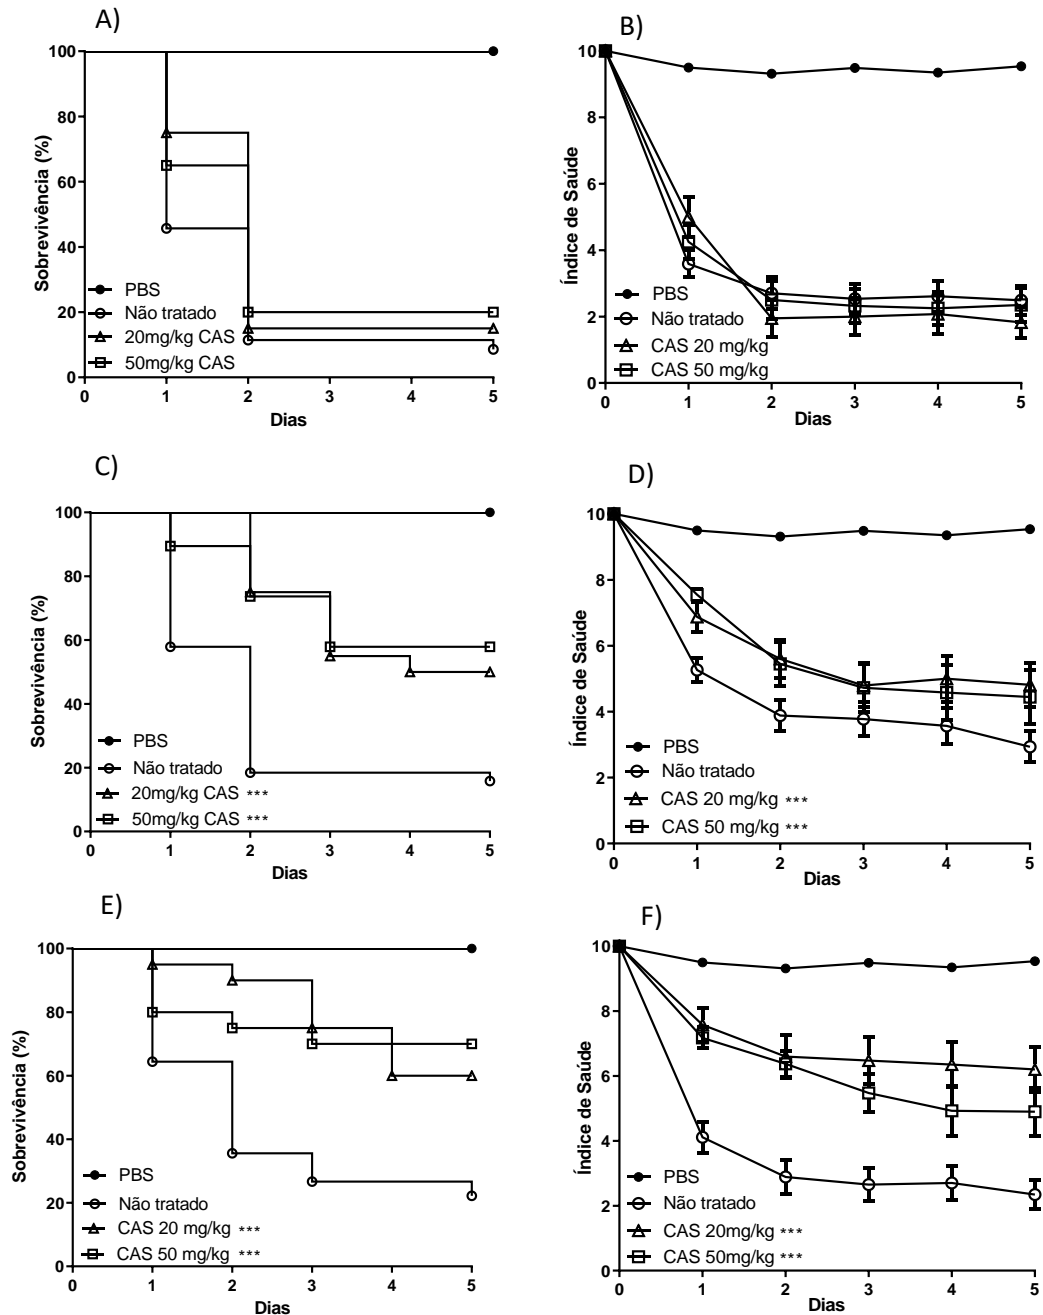 A)
100
80
60
40
20
0
Sobrevivência (%)
PBS
Não tratado
20mg/kg CAS
50mg/kg CAS
0 1 2 3 4 5
Dias
B)
10
8
6
4
2
0
Índice de Saúde
PBS
Não tratado
CAS 20 mg/kg
CAS 50 mg/kg
0 1 2 3 4 5
Dias
C)
100
80
60
40
20
0
Sobrevivência (%)
PBS
Não tratado
20mg/kg CAS ***
50mg/kg CAS ***
0 1 2 3 4 5
Dias
D)
10
8
6
4
2
0
Índice de Saúde
PBS
Não tratado
CAS 20 mg/kg ***
CAS 50 mg/kg ***
0 1 2 3 4 5
Dias
E)
100
80
60
40
20
0
Sobrevivência (%)
PBS
Não tratado
CAS 20 mg/kg ***
CAS 50 mg/kg ***
0 1 2 3 4 5
Dias
F)
10
8
6
4
2
0
Índice de Saúde
PBS
Não tratado
CAS 20mg/kg ***
CAS 50mg/kg ***
0 1 2 3 4 5
Dias